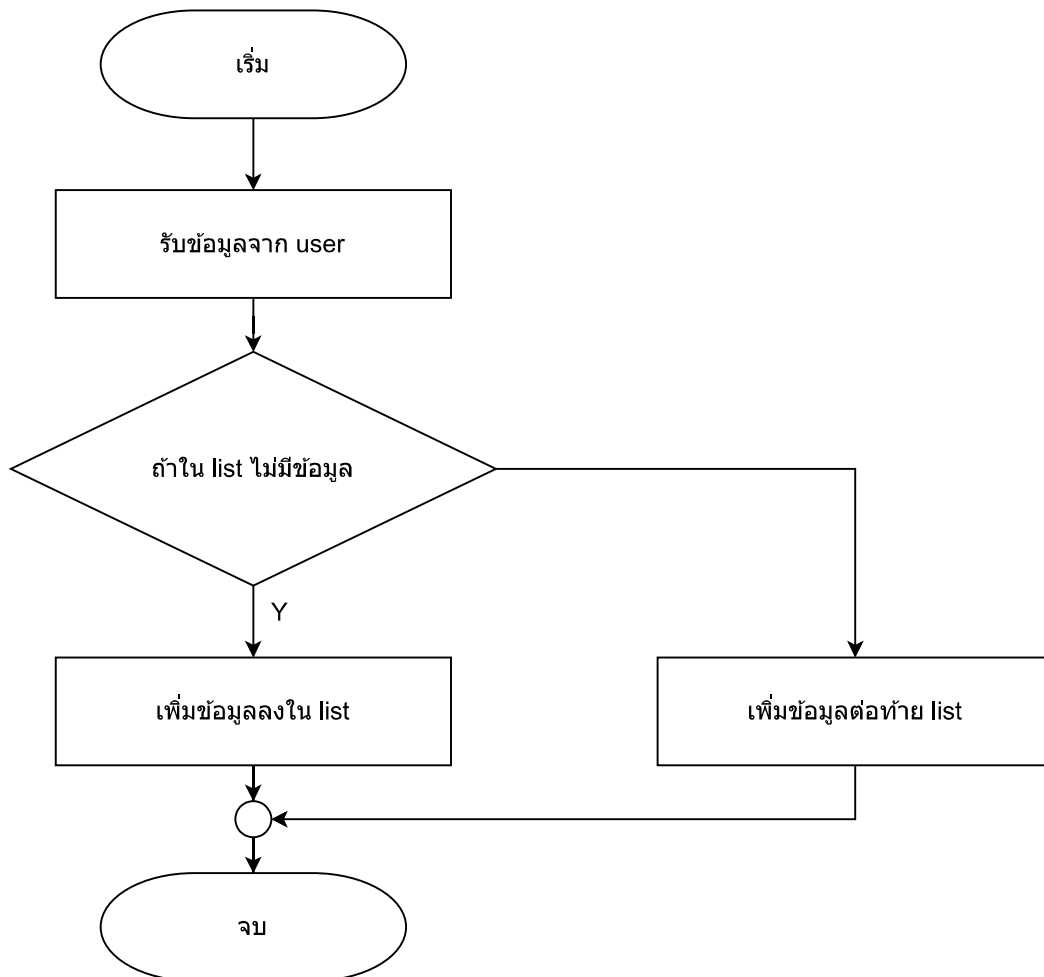 เริ่ม
รับข้อมูลจาก user
ถ้าใน list ไม่มีข้อมูล
Y
เพิ่มข้อมูลลงใน list
เพิ่มข้อมูลต่อท้าย list
จบ